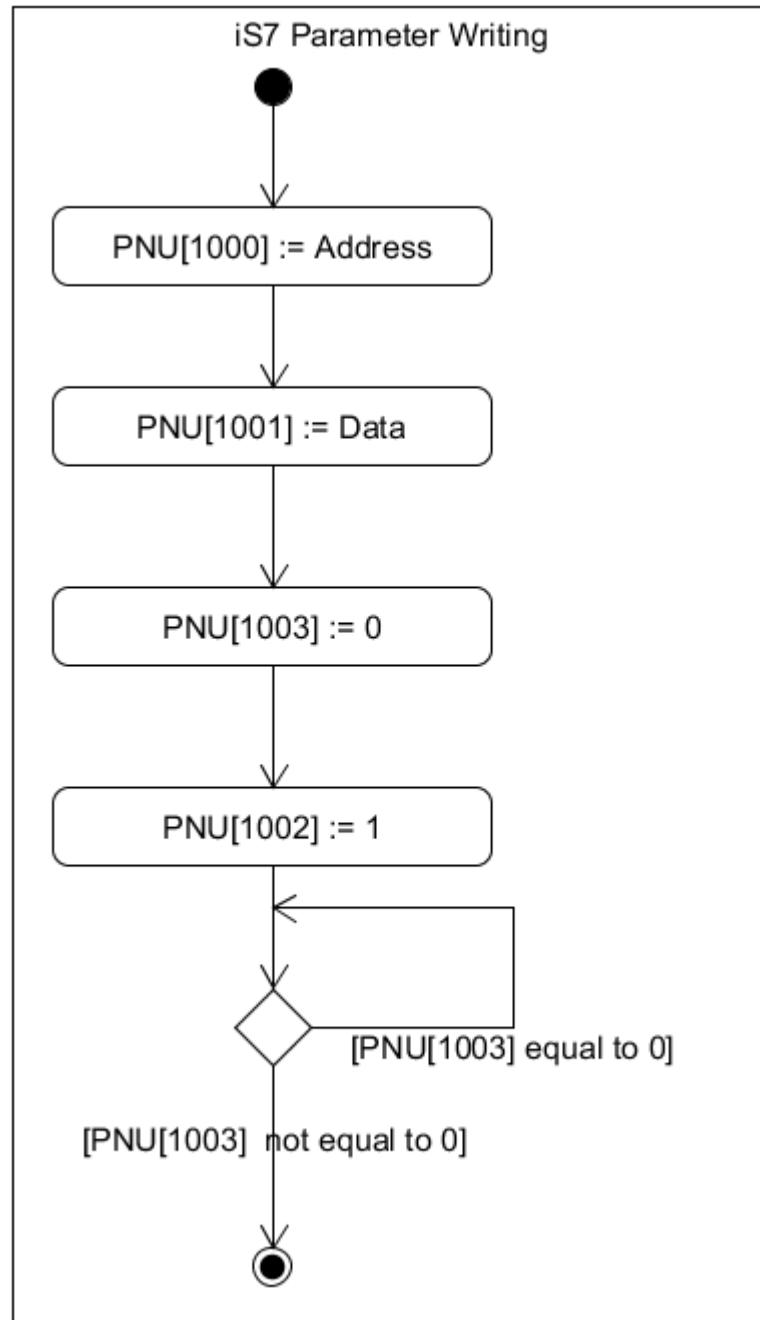 iS7 Parameter Writing
PNU[1000] := Address
PNU[1001] := Data
PNU[1003] := 0
PNU[1002] := 1
[PNU[1003] equal to 0]
[PNU[1003]  not equal to 0]